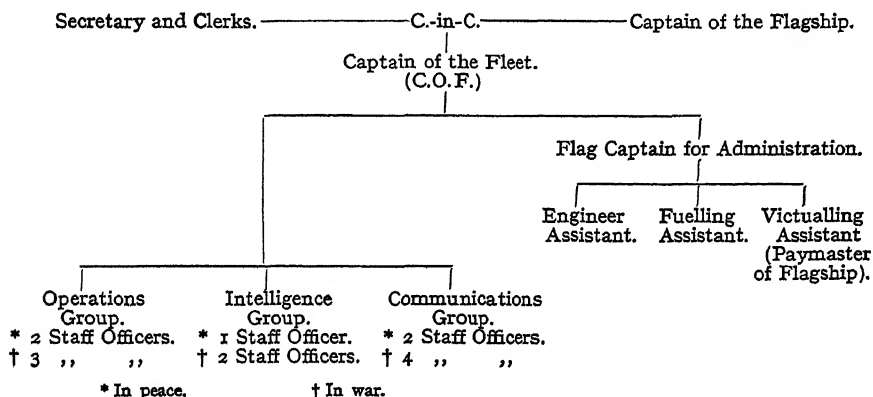 Secretary and Clerks. C.-in-C. Captain of the Flagship.
Captain of the Fleet.
(C.O.F.)
Flag Captain for Administration.
Engineer Assistant.
Fuelling Assistant.
Victualling Assistant
(Paymaster
of Flagship).
Operations
Group.
* 2 Staff Officers.
† 3 ,, ,,
Intelligence
Group.
* 1 Staff Officer.
† 2 Staff Officers.
Communications
Group.
* 2 Staff Officers.
† 4 ,, ,,
* In peace. † In war.